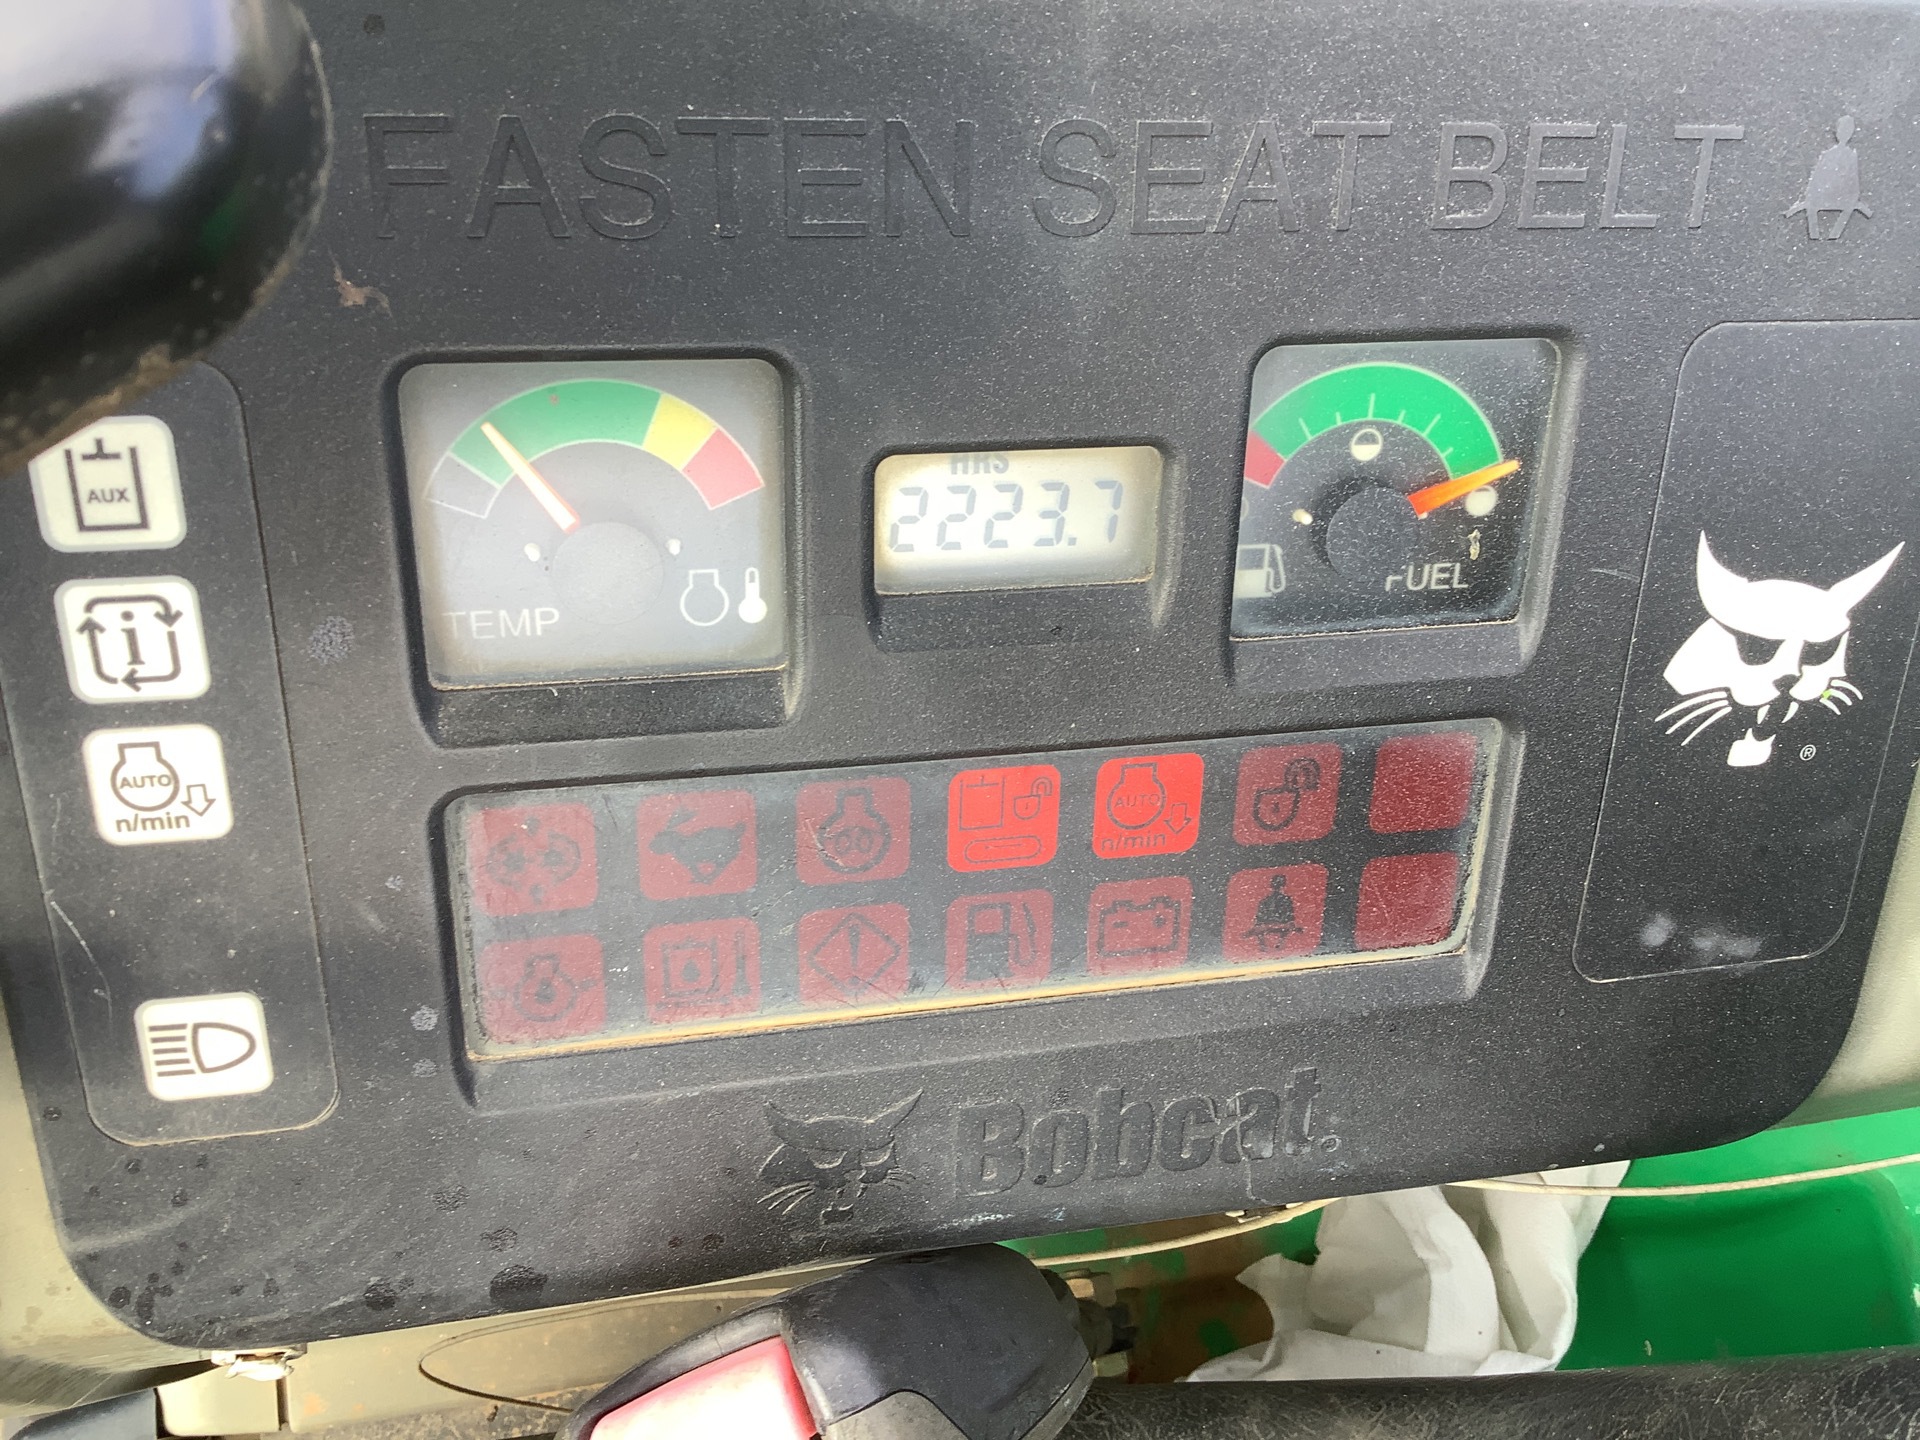 FASTEN SEAT BELT
HRS
2223.7
AUX
i
TEMP
FUEL
AUTO
n/min
AUTO
n/min
®
Bobcat®